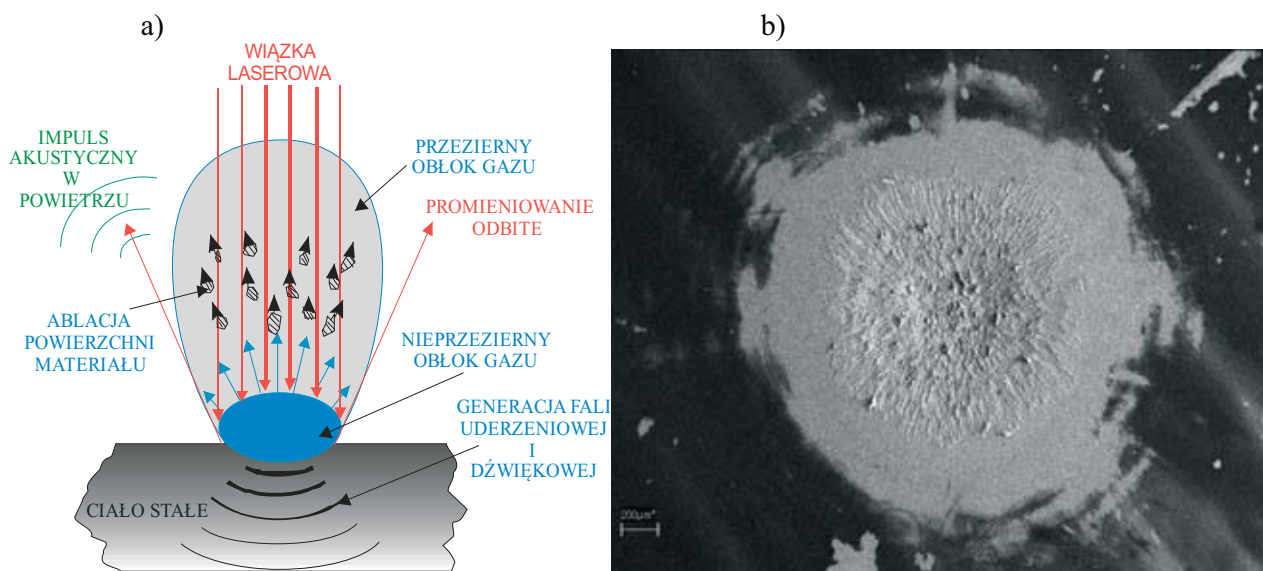 a)
b)
WIĄZKA
LASEROWA
IMPULS
AKUSTYCZNY
W
POWIETRZU
PRZEZIERNY
OBŁOK GAZU
PROMIENIOWANIE
ODBITE
ABLACJA
POWIERZCHNI
MATERIAŁU
NIEPRZEZIERNY
OBŁOK GAZU
GENERACJA FALI
UDERZENIOWEJ
I
DŹWIĘKOWEJ
CIAŁO STAŁE